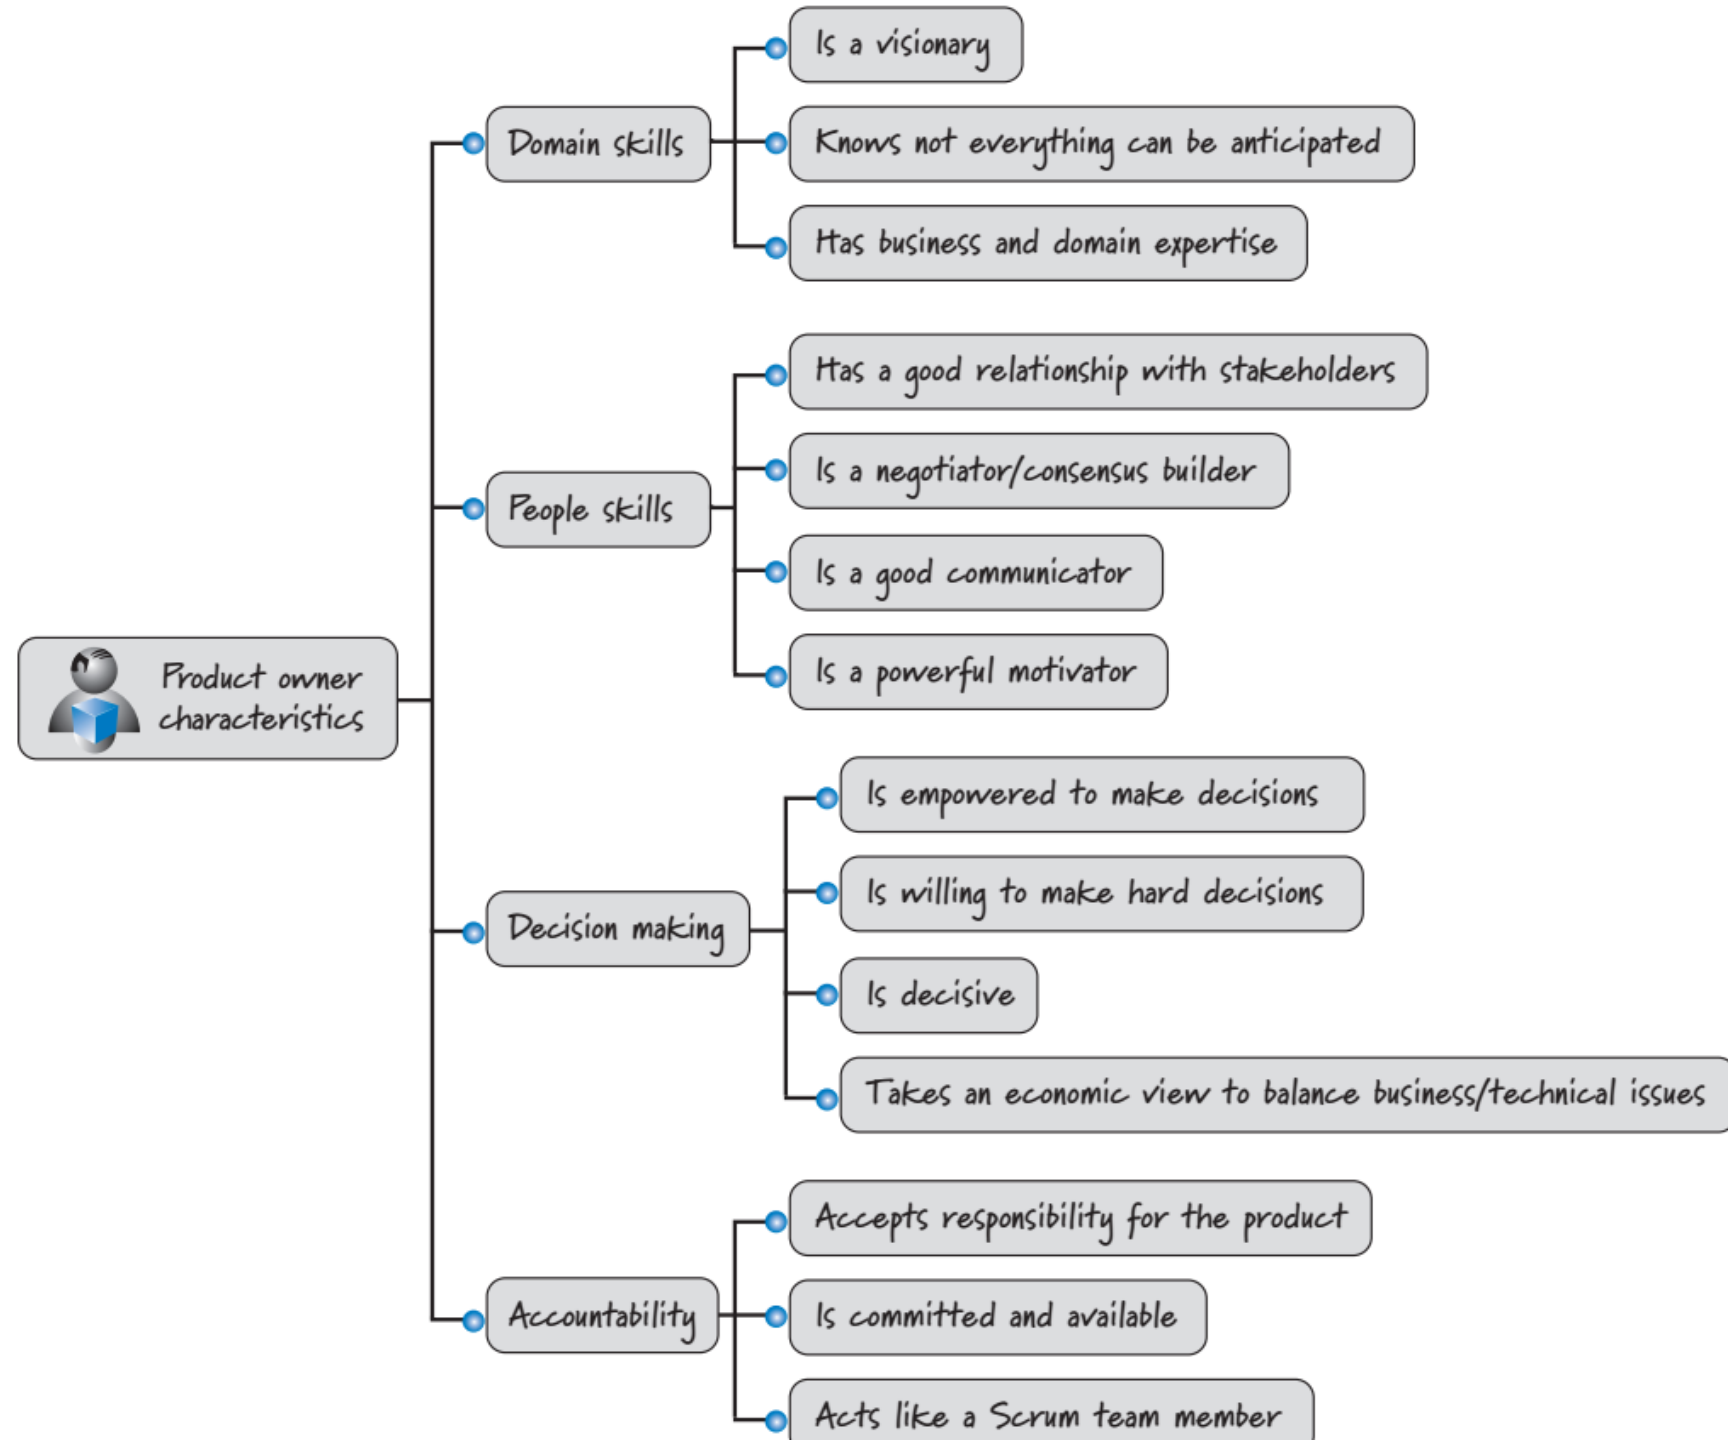 Is a visionary
Domain skills
Knows not everything can be anticipated
Has business and domain expertise
Has a good relationship with stakeholders
Is a negotiator/consensus builder
People skills
Is a good communicator
Is a powerful motivator
Product owner
characteristics
Is empowered to make decisions
Is willing to make hard decisions
Decision making
Is decisive
Takes an economic view to balance business/technical issues
Accepts responsibility for the product
Accountability
Is committed and available
Acts like a Scrum team member